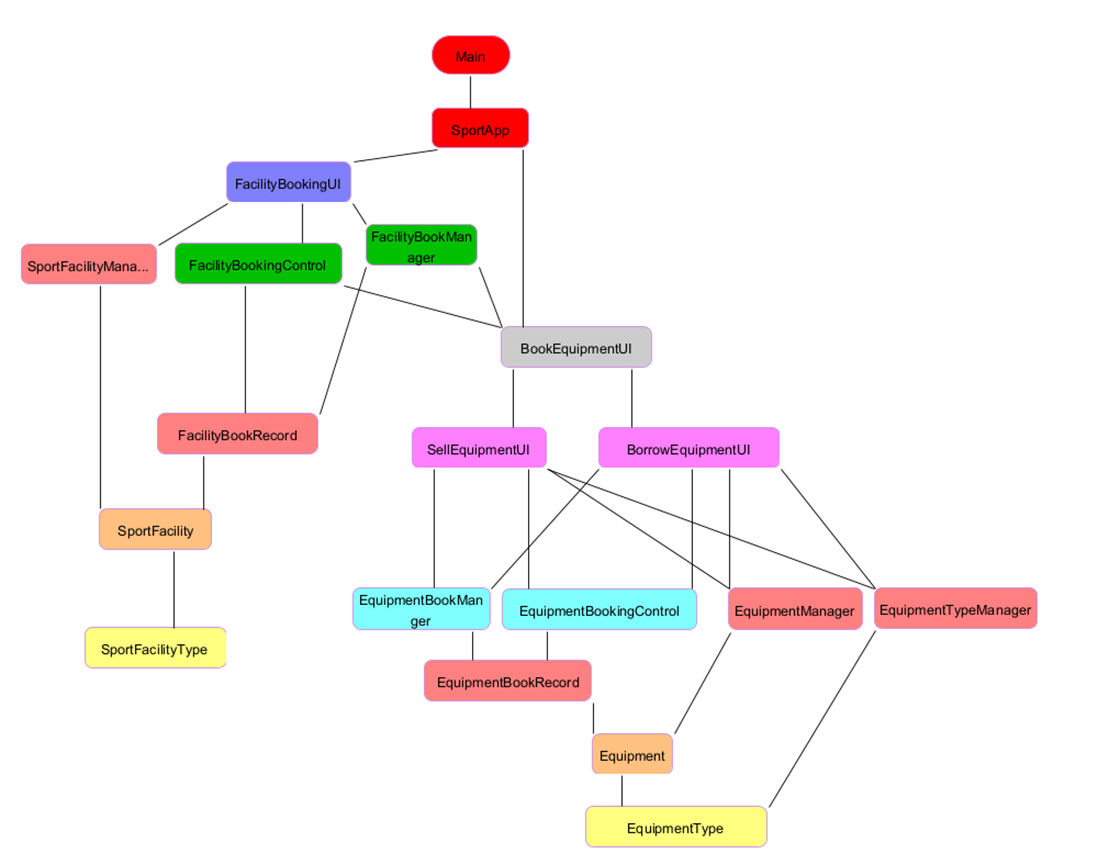 Main
SportApp
FacilityBookingUI
FacilityBookMan
ager
SportFacilityMana...
FacilityBookingControl
BookEquipmentUI
FacilityBookRecord
SellEquipmentUI
BorrowEquipmentUI
SportFacility
EquipmentBookMan
ger
EquipmentBookingControl
EquipmentManager
EquipmentTypeManager
SportFacilityType
EquipmentBookRecord
Equipment
EquipmentType